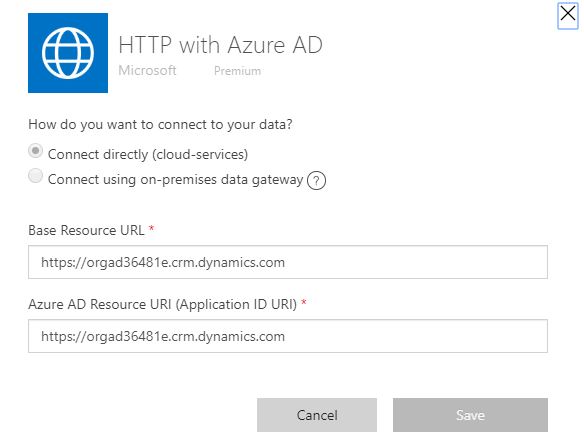 HTTP with Azure AD
Microsoft Premium
How do you want to connect to your data?
Connect directly (cloud-services)
Connect using on-premises data gateway ?
Base Resource URL *
https://orgad36481e.crm.dynamics.com
Azure AD Resource URI (Application ID URI) *
https://orgad36481e.crm.dynamics.com
Cancel Save